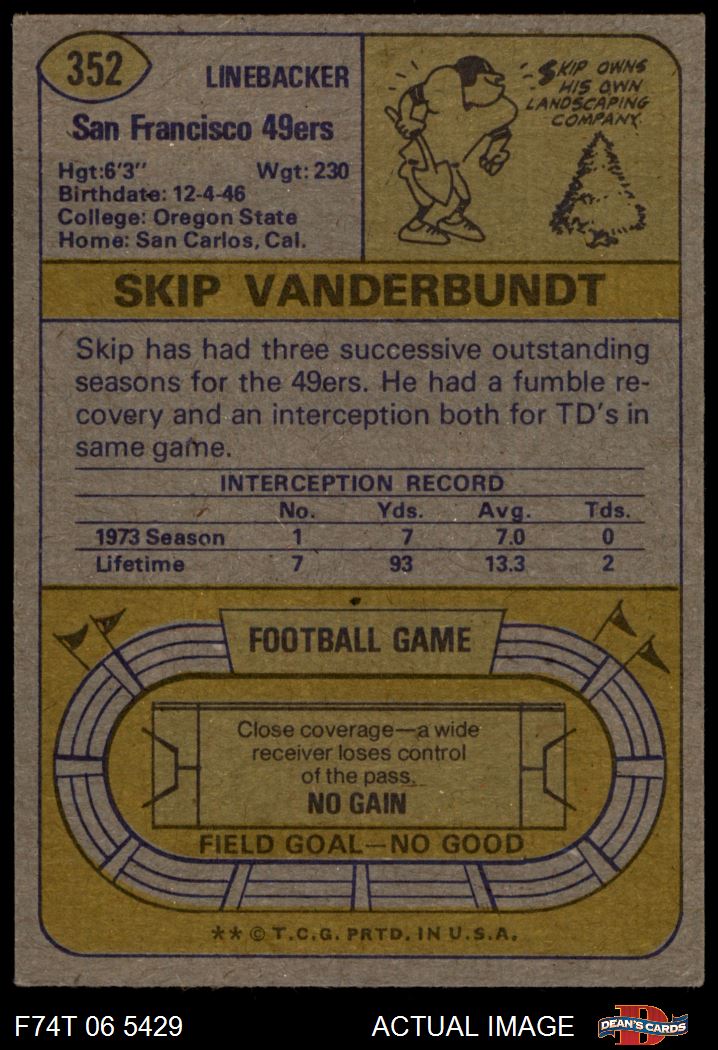 352
LINEBACKER
San Francisco 49ers
Hgt:6'3" Wgt: 230
Birthdate: 12-4-46
College: Oregon State
Home: San Carlos, Cal.
SKIP OWNS
HIS OWN
LANDSCAPING
COMPANY.
SKIP VANDERBUNDT
Skip has had three successive outstanding
seasons for the 49ers. He had a fumble re-
covery and an interception both for TD's in
same game.
INTERCEPTION RECORD
No. Yds. Avg. Tds.
1973 Season 1 7 7.0 0
Lifetime 7 93 13.3 2
FOOTBALL GAME
Close coverage—a wide
receiver loses control
of the pass.
NO GAIN
FIELD GOAL—NO GOOD
** © T.C.G. PRTD. IN U.S.A.
F74T 06 5429 ACTUAL IMAGE
D
DEAN'S CARDS